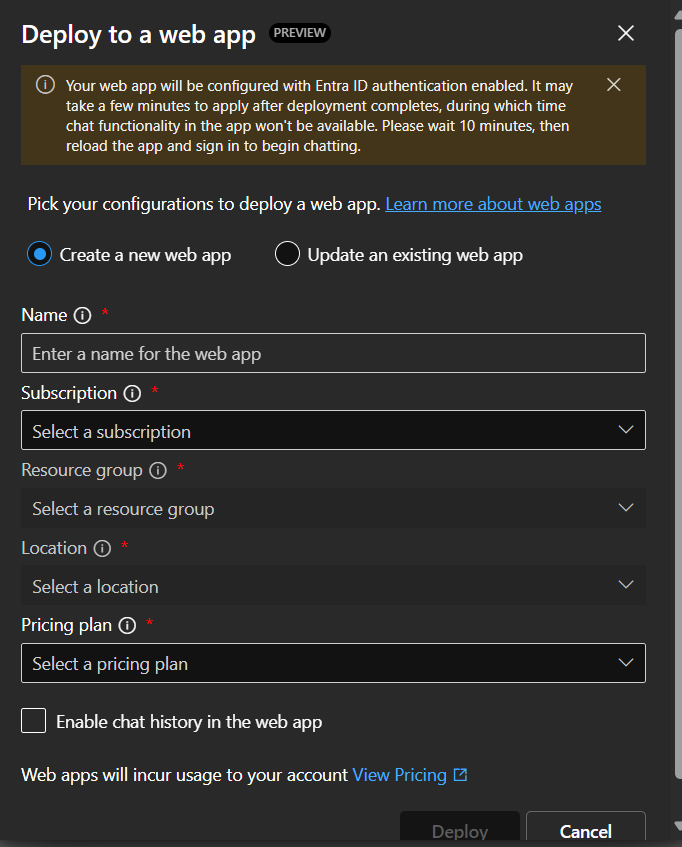 Deploy to a web app PREVIEW
Your web app will be configured with Entra ID authentication enabled. It may
take a few minutes to apply after deployment completes, during which time
chat functionality in the app won't be available. Please wait 10 minutes, then
reload the app and sign in to begin chatting.
Pick your configurations to deploy a web app. Learn more about web apps
Create a new web app Update an existing web app
Name *
Enter a name for the web app
Subscription *
Select a subscription
Resource group *
Select a resource group
Location *
Select a location
Pricing plan *
Select a pricing plan
Enable chat history in the web app
Web apps will incur usage to your account View Pricing
Deploy Cancel